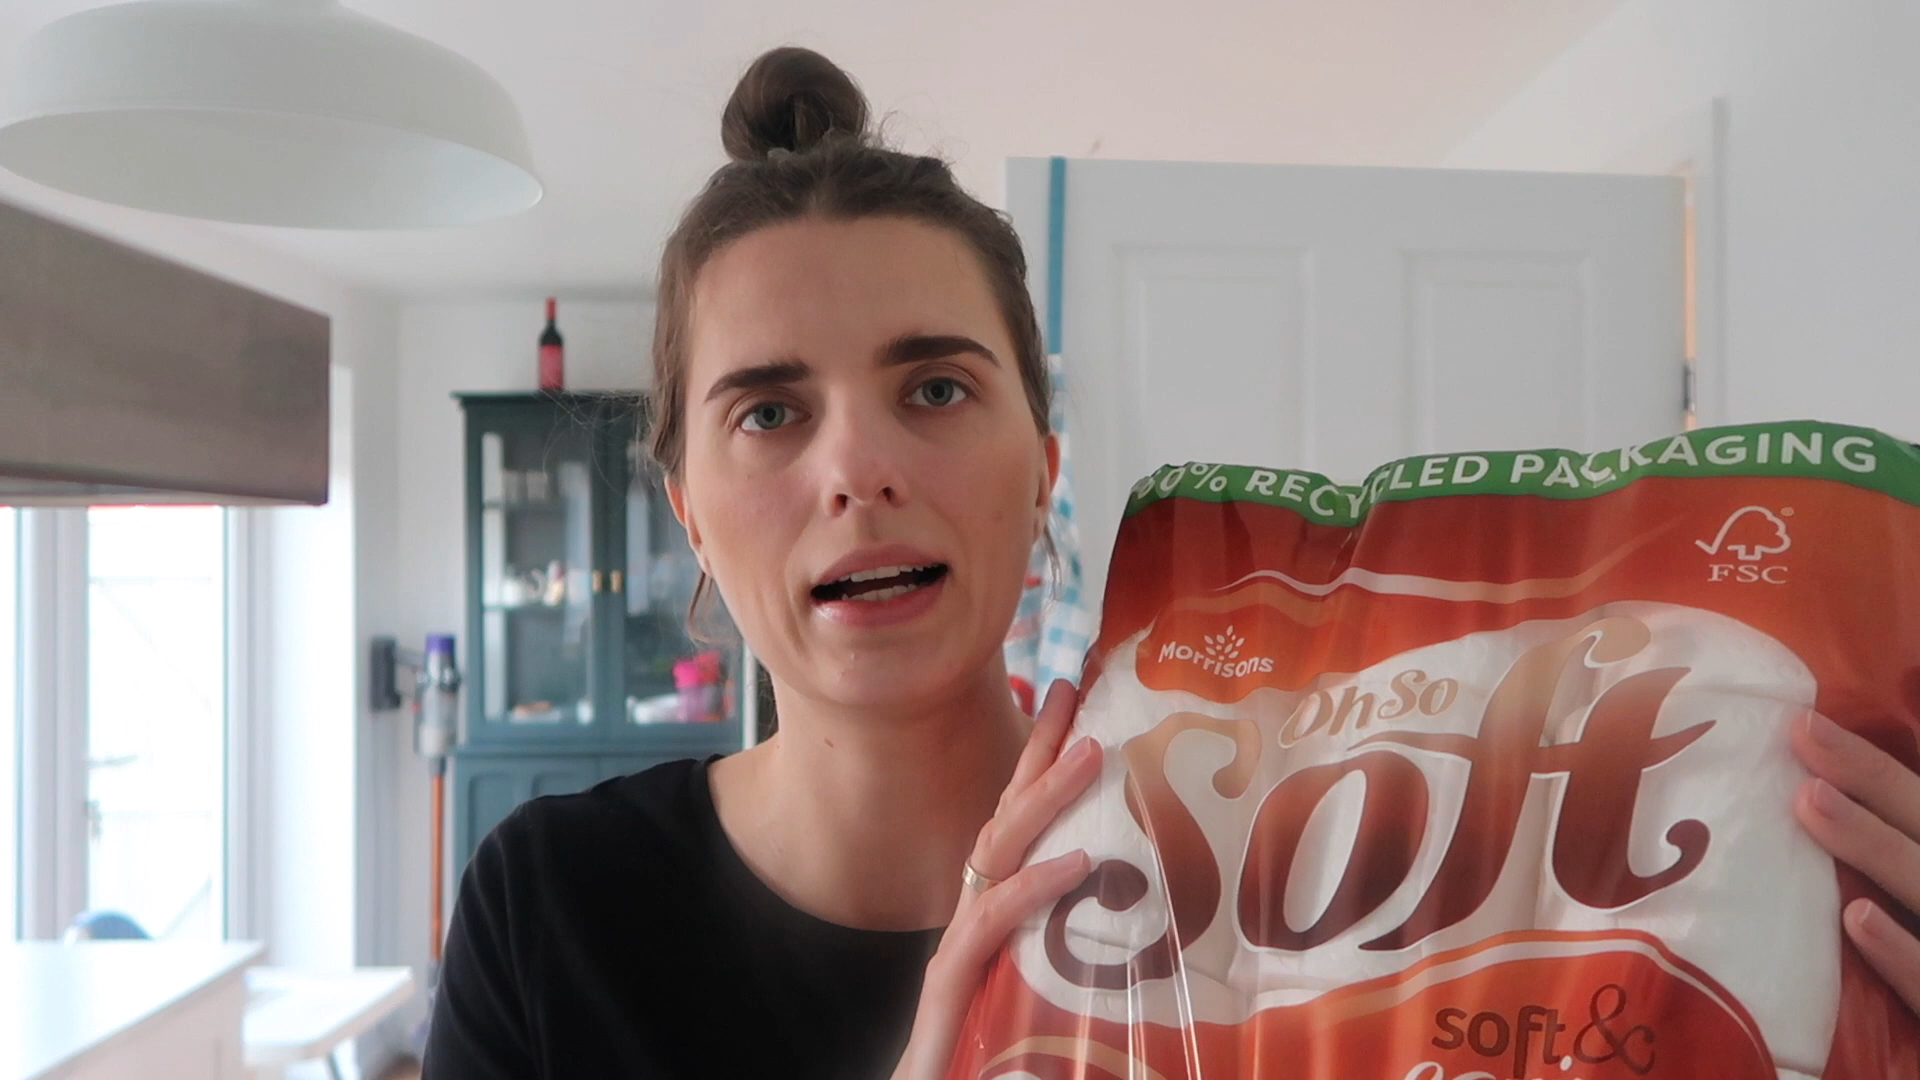 RECYCLED PACKAGING
FSC
Morrisons
Oh So
Soft
soft &